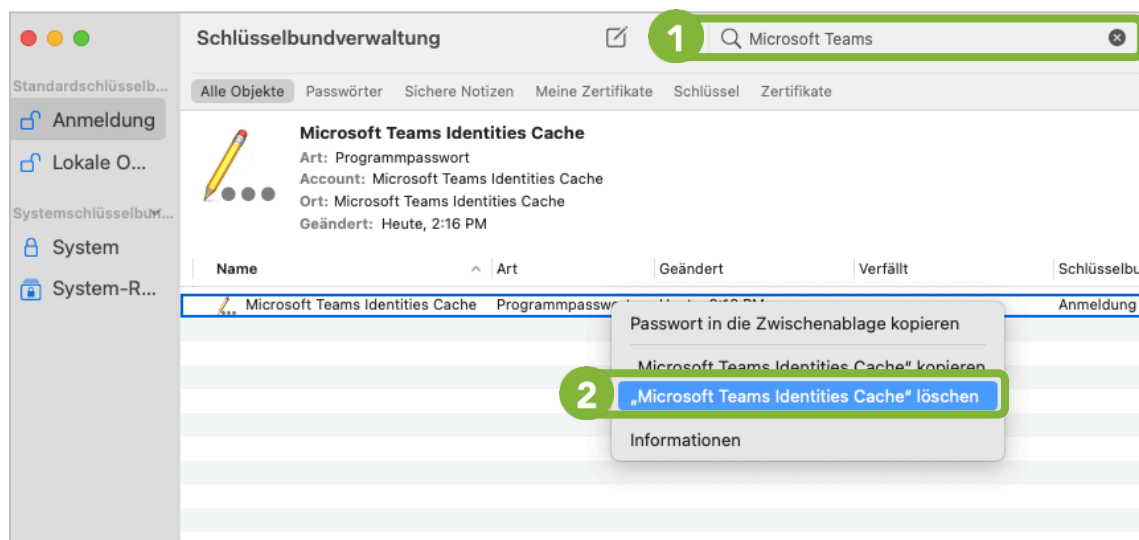 Schlüsselbundverwaltung
1
Microsoft Teams
Standardschlüsselb...
Alle Objekte Passwörter Sichere Notizen Meine Zertifikate Schlüssel Zertifikate
Anmeldung
Lokale O...
Microsoft Teams Identities Cache
Art: Programmpasswort
Account: Microsoft Teams Identities Cache
Ort: Microsoft Teams Identities Cache
Geändert: Heute, 2:16 PM
System
System-R...
Name Art Geändert Verfällt Schlüsselbu
Microsoft Teams Identities Cache Anmeldung
Passwort in die Zwischenablage kopieren
„Microsoft Teams Identities Cache“ kopieren
2
„Microsoft Teams Identities Cache“ löschen
Informationen